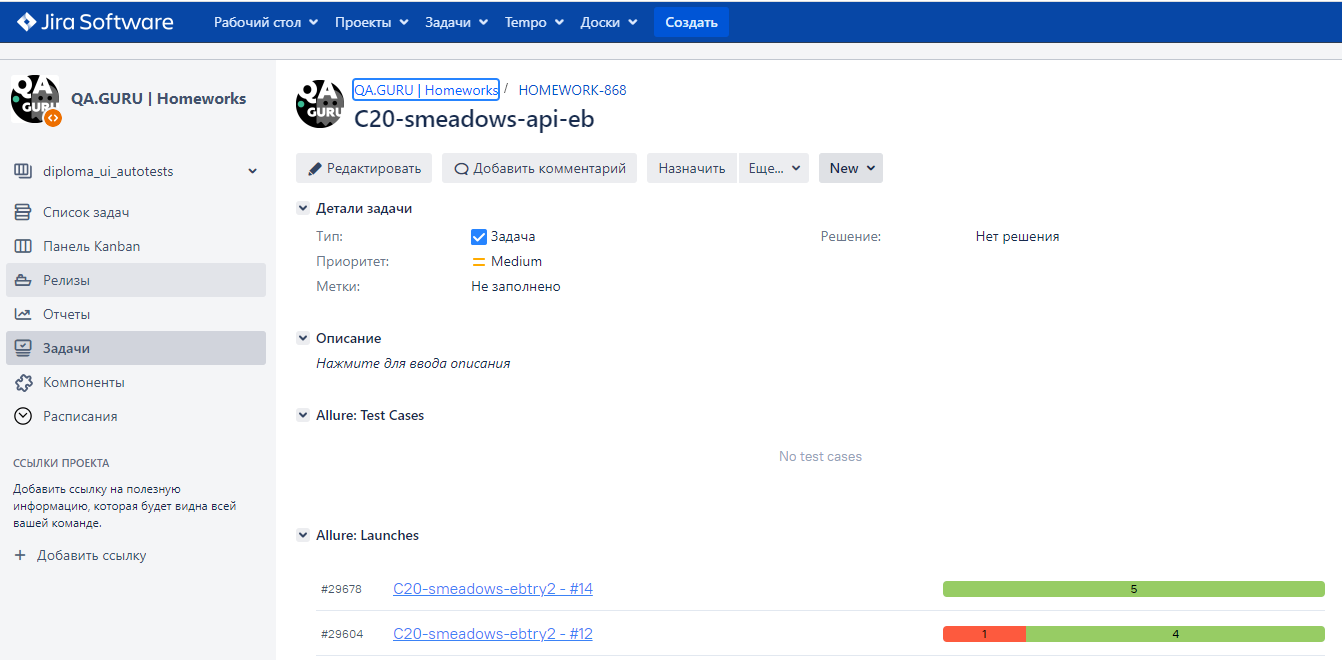 Jira Software
Рабочий стол Проекты Задачи Tempo Доски Создать
QA GURU
QA.GURU | Homeworks
diploma_ui_autotests
Список задач
Панель Kanban
Релизы
Отчеты
Задачи
Компоненты
Расписания
ССЫЛКИ ПРОЕКТА
Добавить ссылку на полезную
информацию, которая будет видна всей
вашей команде.
+ Добавить ссылку
QA GURU
QA.GURU | Homeworks / HOMEWORK-868
C20-smeadows-api-eb
Редактировать Добавить комментарий Назначить Еще... New
Детали задачи
Тип: Задача Решение: Нет решения
Приоритет: Medium
Метки: Не заполнено
Описание
Нажмите для ввода описания
Allure: Test Cases
No test cases
Allure: Launches
#29678 C20-smeadows-ebtry2 - #14 5
#29604 C20-smeadows-ebtry2 - #12 1 4